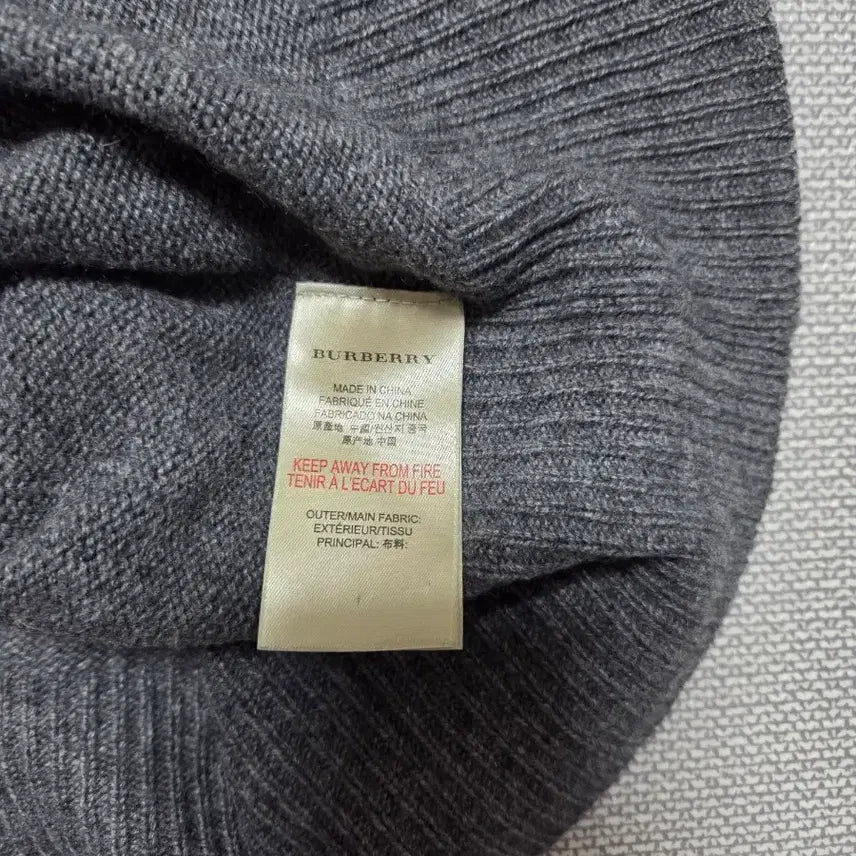 BURBERRY
MADE IN CHINA
FABRIQUÉ EN CHINE
FABRICADO NA CHINA
原產地 中國/원산지 중국
原产地 中國
KEEP AWAY FROM FIRE
TENIR À L'ECART DU FEU
OUTER/MAIN FABRIC:
EXTÉRIEUR/TISSU
PRINCIPAL: 布料: